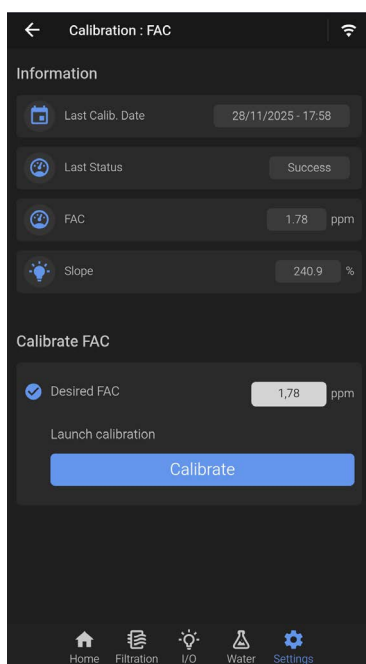 Calibration : FAC
Information
Last Calib. Date 28/11/2025 - 17:58
Last Status Success
FAC 1.78 ppm
Slope 240.9 %
Calibrate FAC
Desired FAC 1,78 ppm
Launch calibration
Calibrate
Home Filtration I/O Water Settings